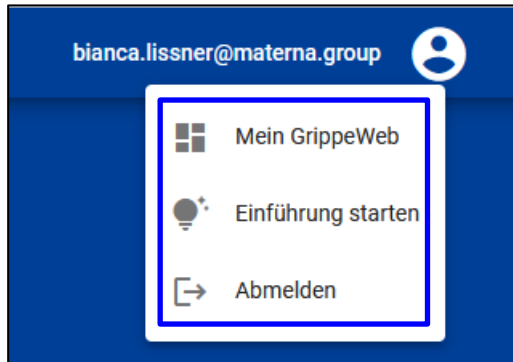 bianca.lissner@materna.group
Mein GrippeWeb
Einführung starten
Abmelden